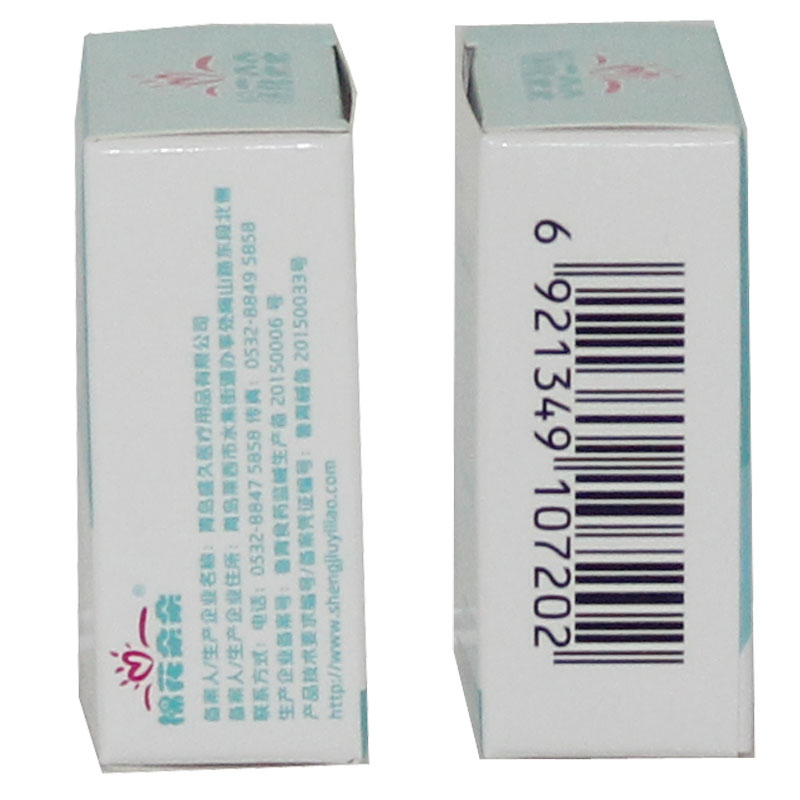 棉花朵朵®
备案人/生产企业名称：青岛盛久医疗用品有限公司
备案人/生产企业住所：青岛莱西市水集街道办事处烟山路东段北侧
联系方式：电话：0532-8847 5858 传真：0532-8849 5858
生产企业备案号：鲁青食药监械生产备 20150006 号
产品技术要求编号/备案凭证编号：鲁青械备 20150033号
http://www.shengjiuyiliao.com
6 921349 107202